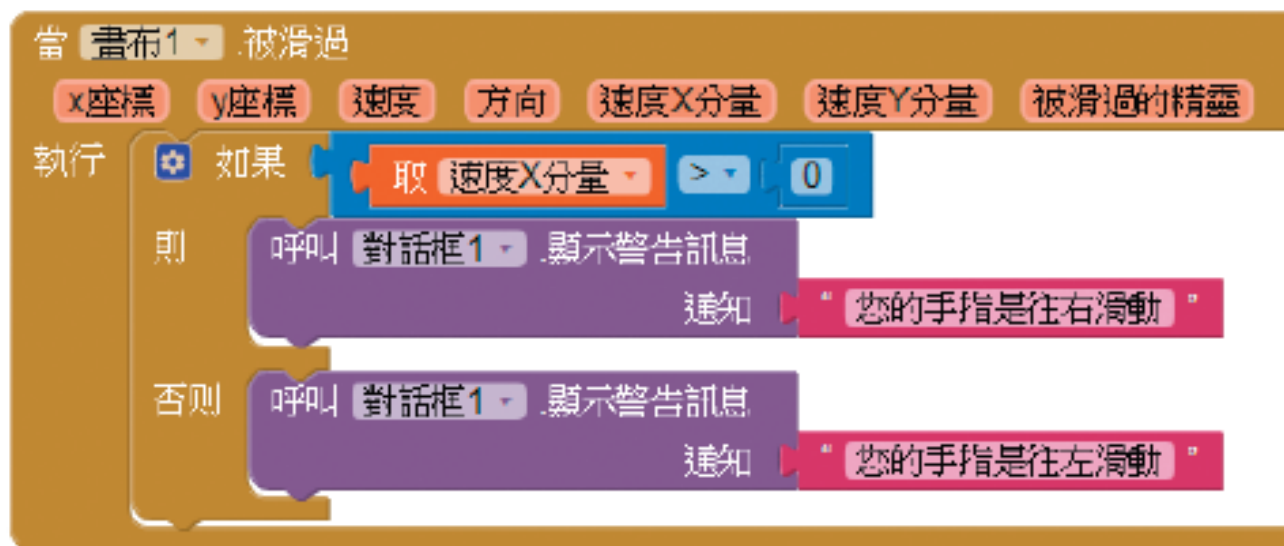 當 畫布1 .被滑過
x座標 y座標 速度 方向 速度X分量 速度Y分量 被滑過的精靈
執行 如果 取 速度X分量 > 0
則 呼叫 對話框1 .顯示警告訊息
通知 " 您的手指是往右滑動 "
否則 呼叫 對話框1 .顯示警告訊息
通知 " 您的手指是往左滑動 "